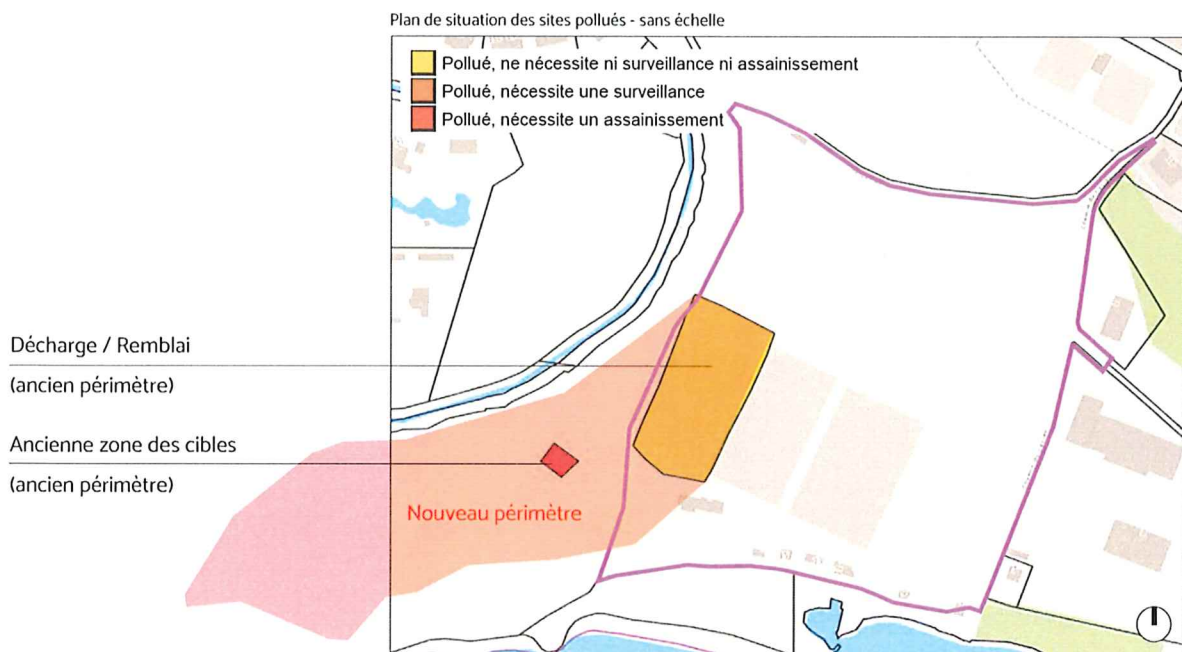 Plan de situation des sites pollués - sans échelle
Pollué, ne nécessite ni surveillance ni assainissement
Pollué, nécessite une surveillance
Pollué, nécessite un assainissement
Décharge / Remblai
(ancien périmètre)
Ancienne zone des cibles
(ancien périmètre)
Nouveau périmètre